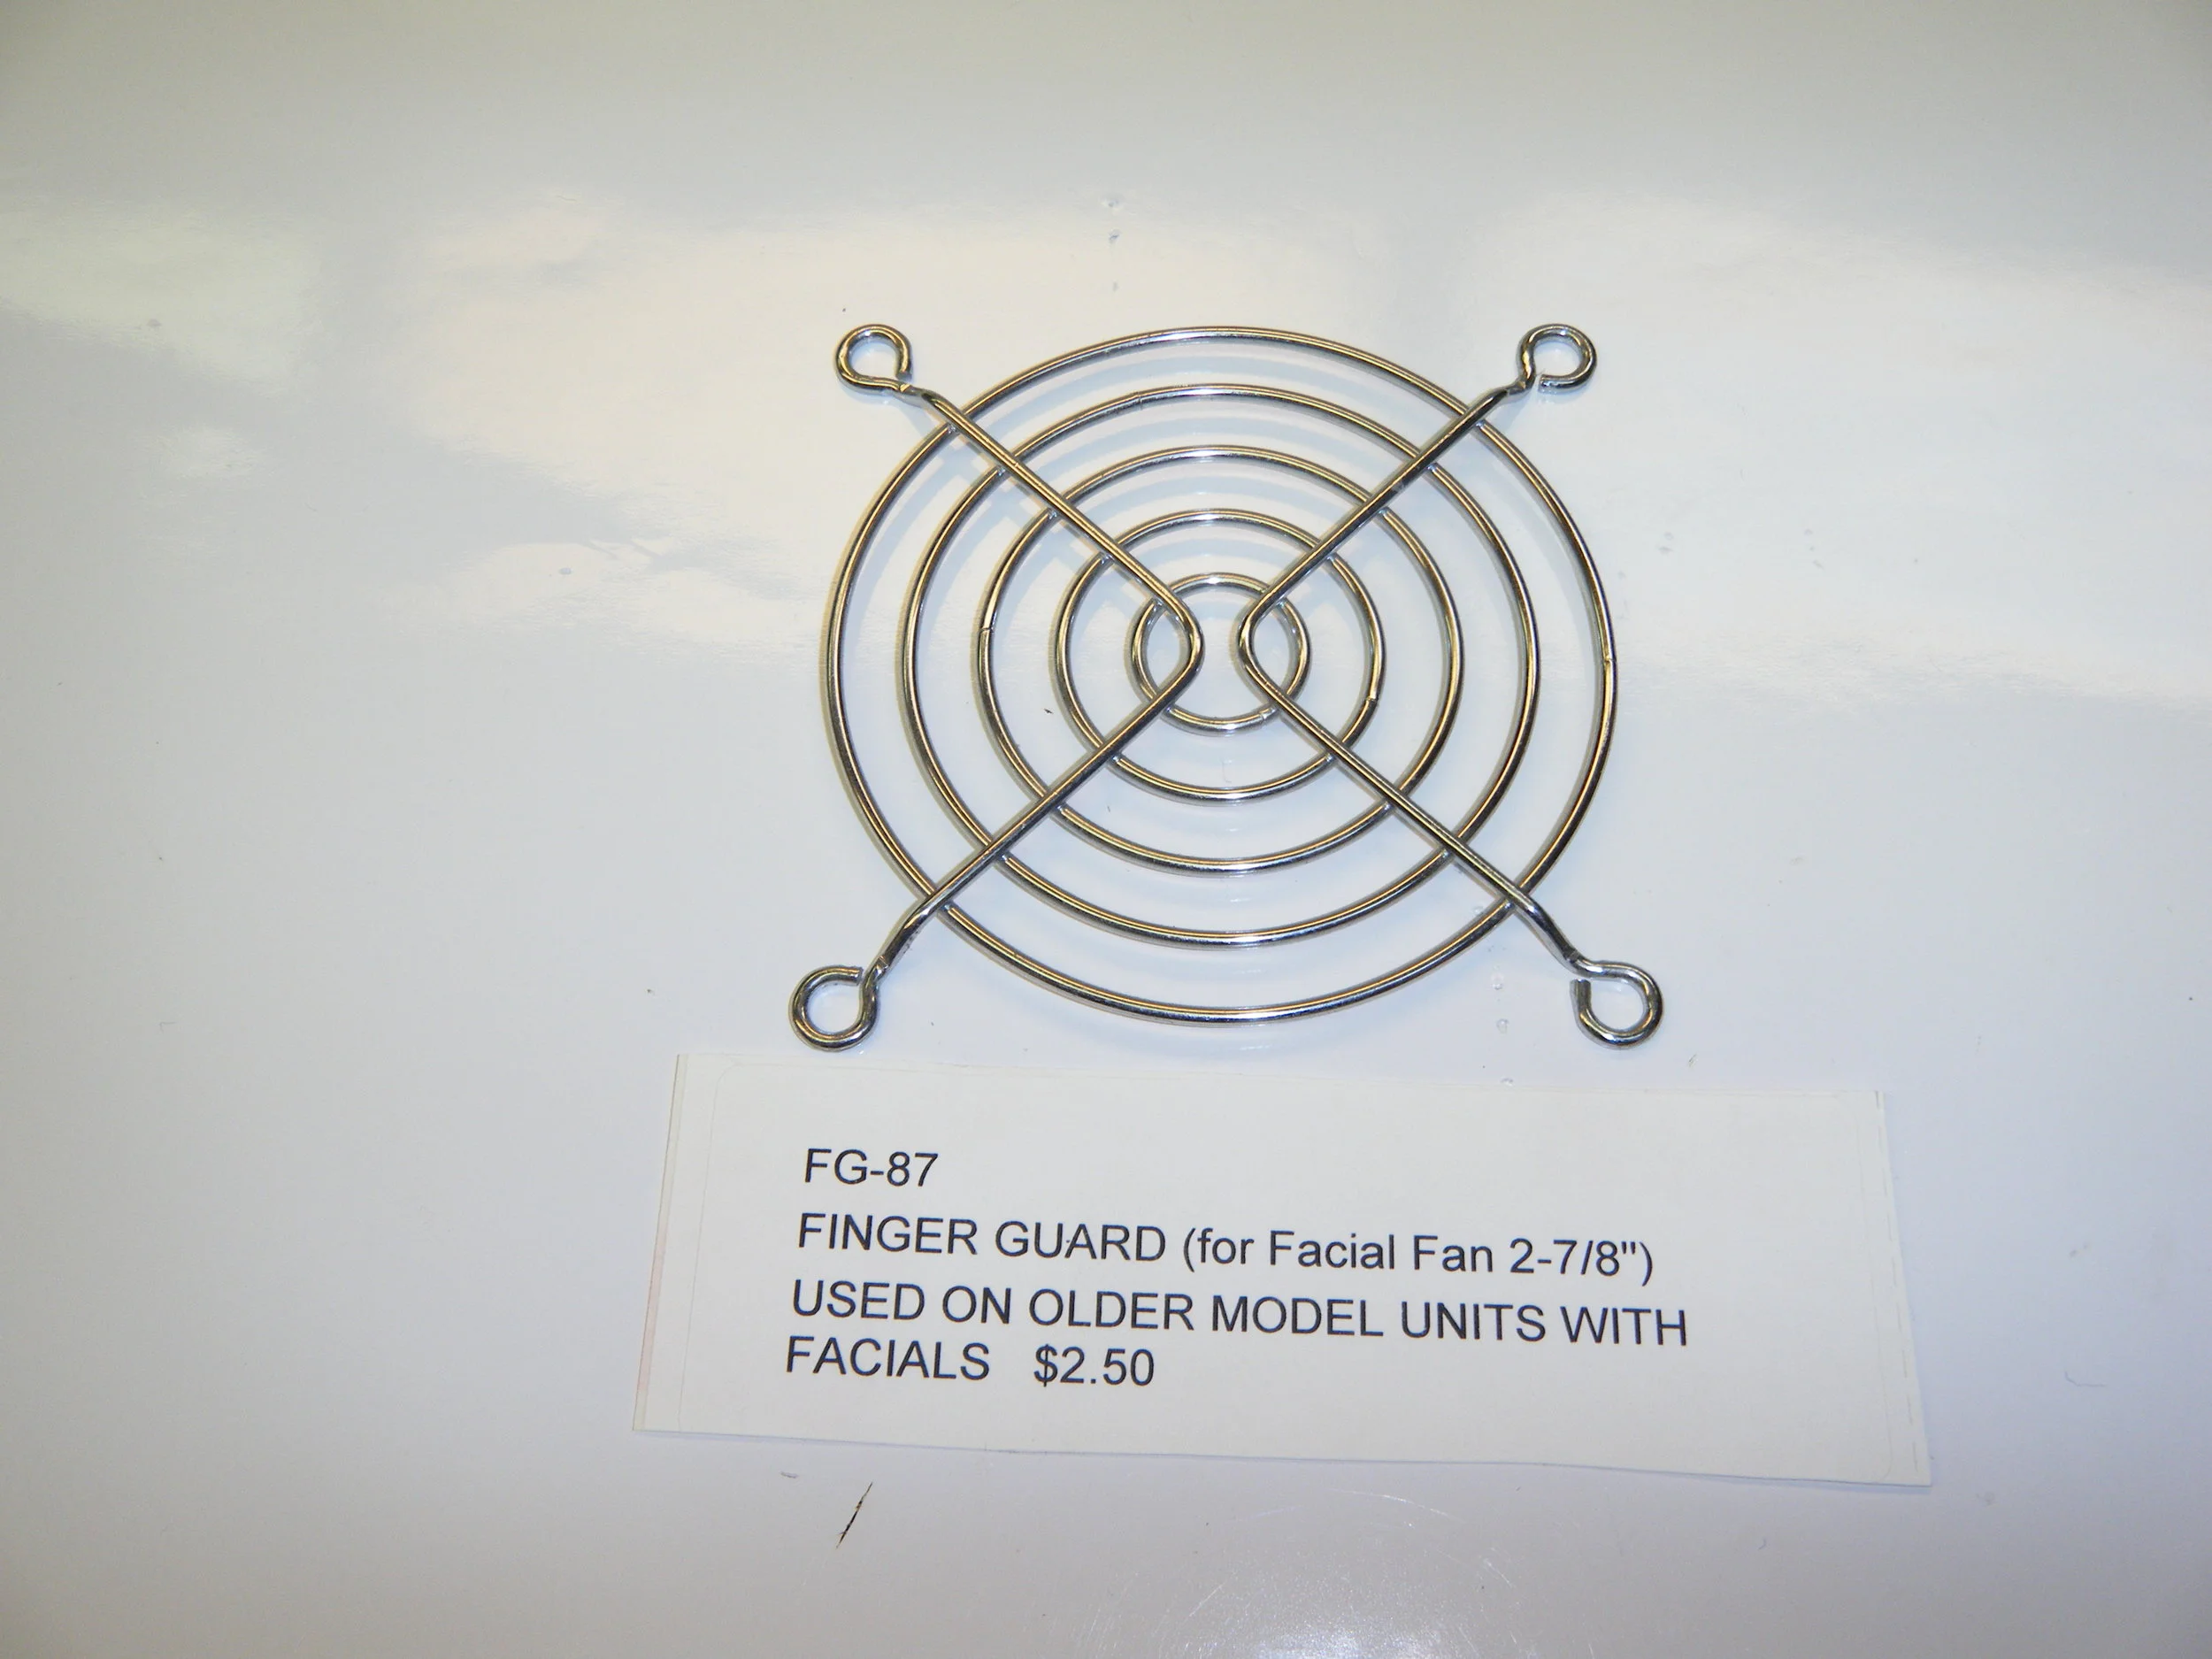 FG-87
FINGER GUARD (for Facial Fan 2-7/8")
USED ON OLDER MODEL UNITS WITH
FACIALS $2.50